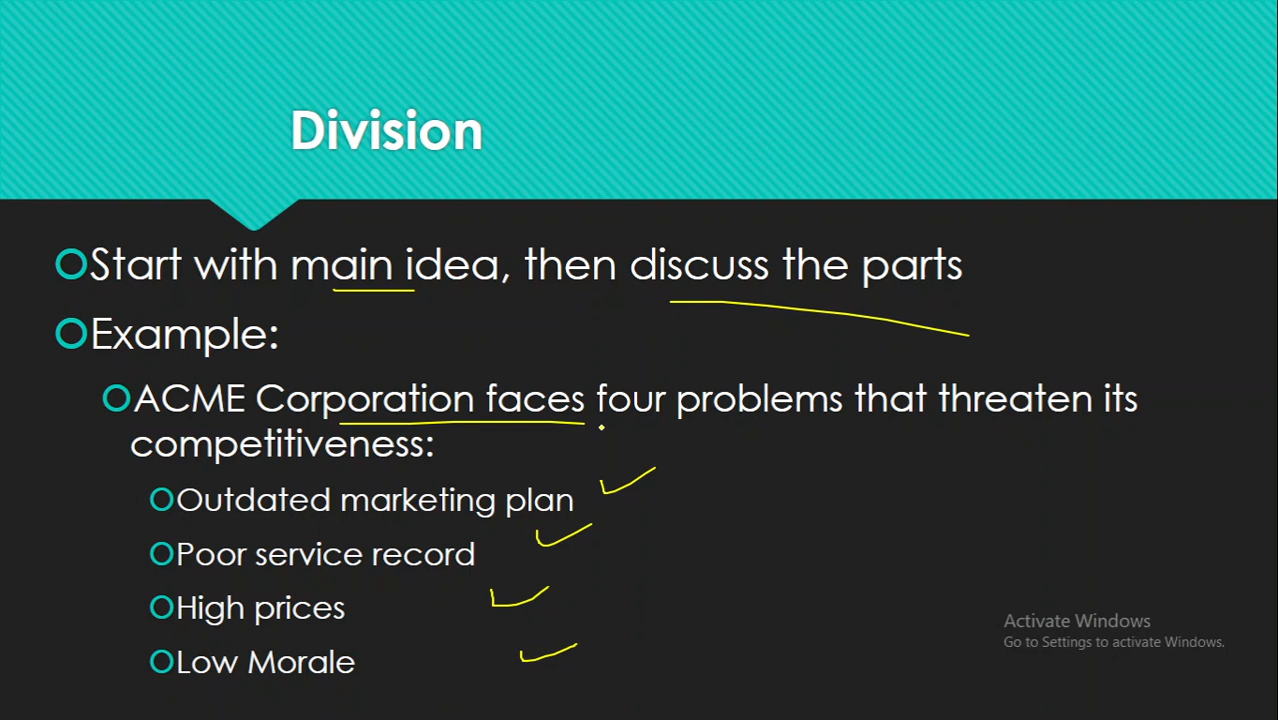 Division
Start with main idea, then discuss the parts
Example:
ACME Corporation faces four problems that threaten its
competitiveness:
Outdated marketing plan
Poor service record
High prices
Low Morale
Activate Windows
Go to Settings to activate Windows.